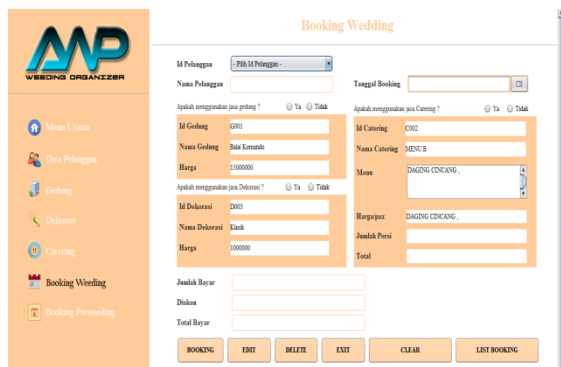 AMP
WEEDING ORGANIZER
Menu Utama
Data Pelanggan
Gedung
Dekorasi
Catering
Booking Weeding
Booking Preweeding
Booking Wedding
Id Pelanggan - Pilih Id Pelanggan -
Nama Pelanggan
Tanggal Booking
Apakah menggunakan jasa gedung ? Ya Tidak
Id Gedung G001
Nama Gedung Balai Komando
Harga 15000000
Apakah menggunakan jasa Dekorasi ? Ya Tidak
Id Dekorasi D003
Nama Dekorasi Klasik
Harga 1000000
Apakah menggunakan jasa Catering ? Ya Tidak
Id Catering C002
Nama Catering MENU B
Menu DAGING CINCANG ,
Harga/pax DAGING CINCANG ,
Jumlah Porsi
Total
Jumlah Bayar
Diskon
Total Bayar
BOOKING EDIT DELETE EXIT CLEAR LIST BOOKING